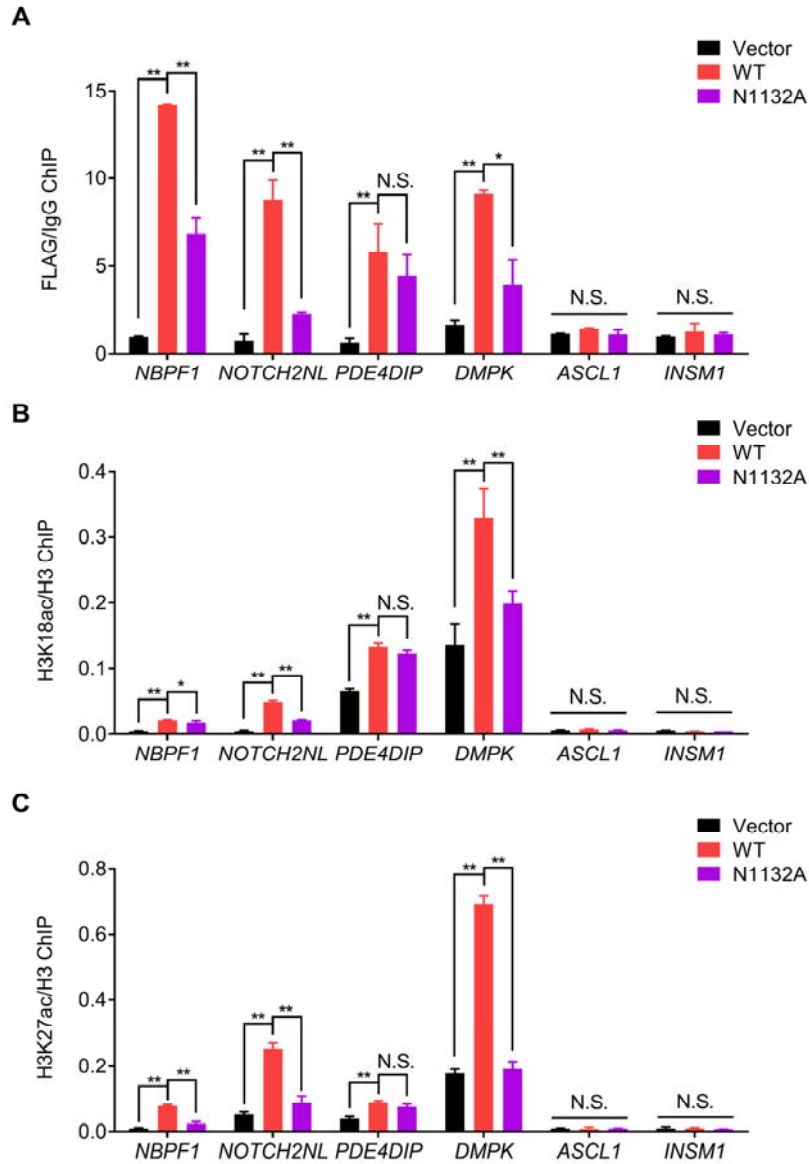 A
Vector
WT
N1132A
FLAG/IgG ChIP
15
10
5
0
** **
** **
** N.S.
** *
N.S.
N.S.
NBPF1 NOTCH2NL PDE4DIP DMPK ASCL1 INSM1
B
Vector
WT
N1132A
H3K18ac/H3 ChIP
0.4
0.3
0.2
0.1
0.0
** *
** **
** N.S.
** **
N.S.
N.S.
NBPF1 NOTCH2NL PDE4DIP DMPK ASCL1 INSM1
C
Vector
WT
N1132A
H3K27ac/H3 ChIP
0.8
0.6
0.4
0.2
0.0
** **
** **
** N.S.
** **
N.S.
N.S.
NBPF1 NOTCH2NL PDE4DIP DMPK ASCL1 INSM1